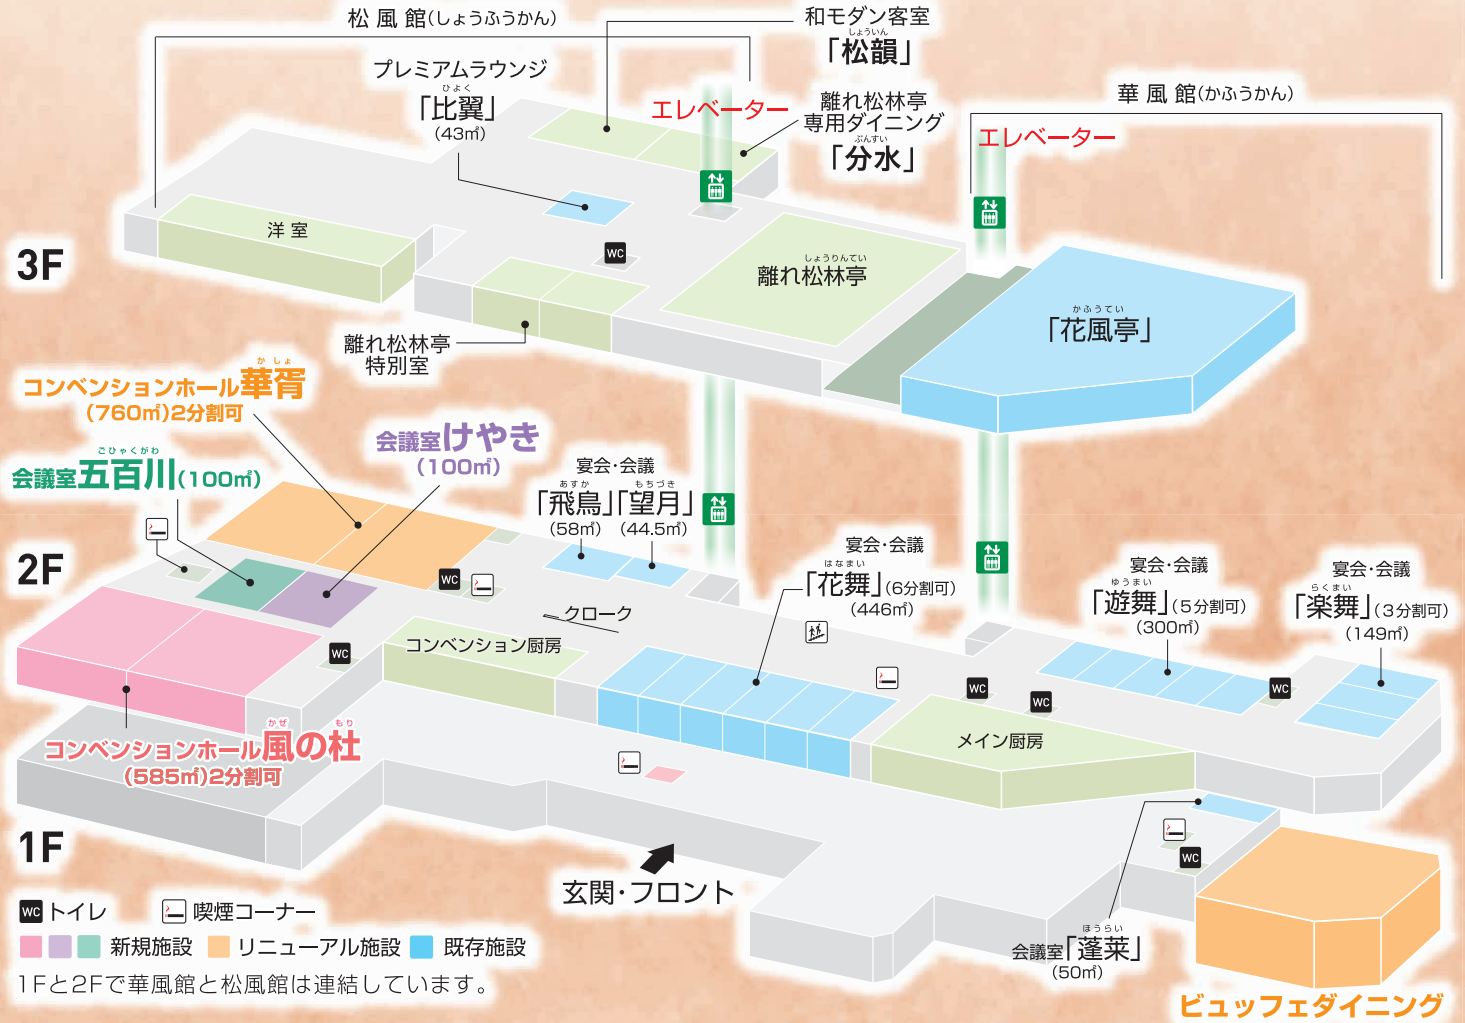 松風館(しょうふうかん)
和モダン客室
しょういん
「松韻」
プレミアムラウンジ
ひよく
「比翼」
(43㎡)
エレベーター
離れ松林亭
専用ダイニング
ぶんすい
「分水」
華風館(かふうかん)
エレベーター
3F
洋室
WC
しょうりんてい
離れ松林亭
かふうてい
「花風亭」
離れ松林亭
特別室
かしょ
コンベンションホール華胥
(760㎡)2分割可
ごひゃくがわ
会議室五百川(100㎡)
会議室けやき
(100㎡)
宴会・会議
あすか
「飛鳥」
(58㎡)
もちづき
「望月」
(44.5㎡)
2F
宴会・会議
はなまい
「花舞」(6分割可)
(446㎡)
宴会・会議
ゆうまい
「遊舞」(5分割可)
(300㎡)
宴会・会議
らくまい
「楽舞」(3分割可)
(149㎡)
WC
クローク
WC
コンベンション厨房
WC
WC
WC
メイン厨房
かぜ もり
コンベンションホール風の杜
(585㎡)2分割可
1F
玄関・フロント
WC
ほうらい
会議室「蓬莱」
(50㎡)
ビュッフェダイニング
WC トイレ
喫煙コーナー
新規施設
リニューアル施設
既存施設
1Fと2Fで華風館と松風館は連結しています。